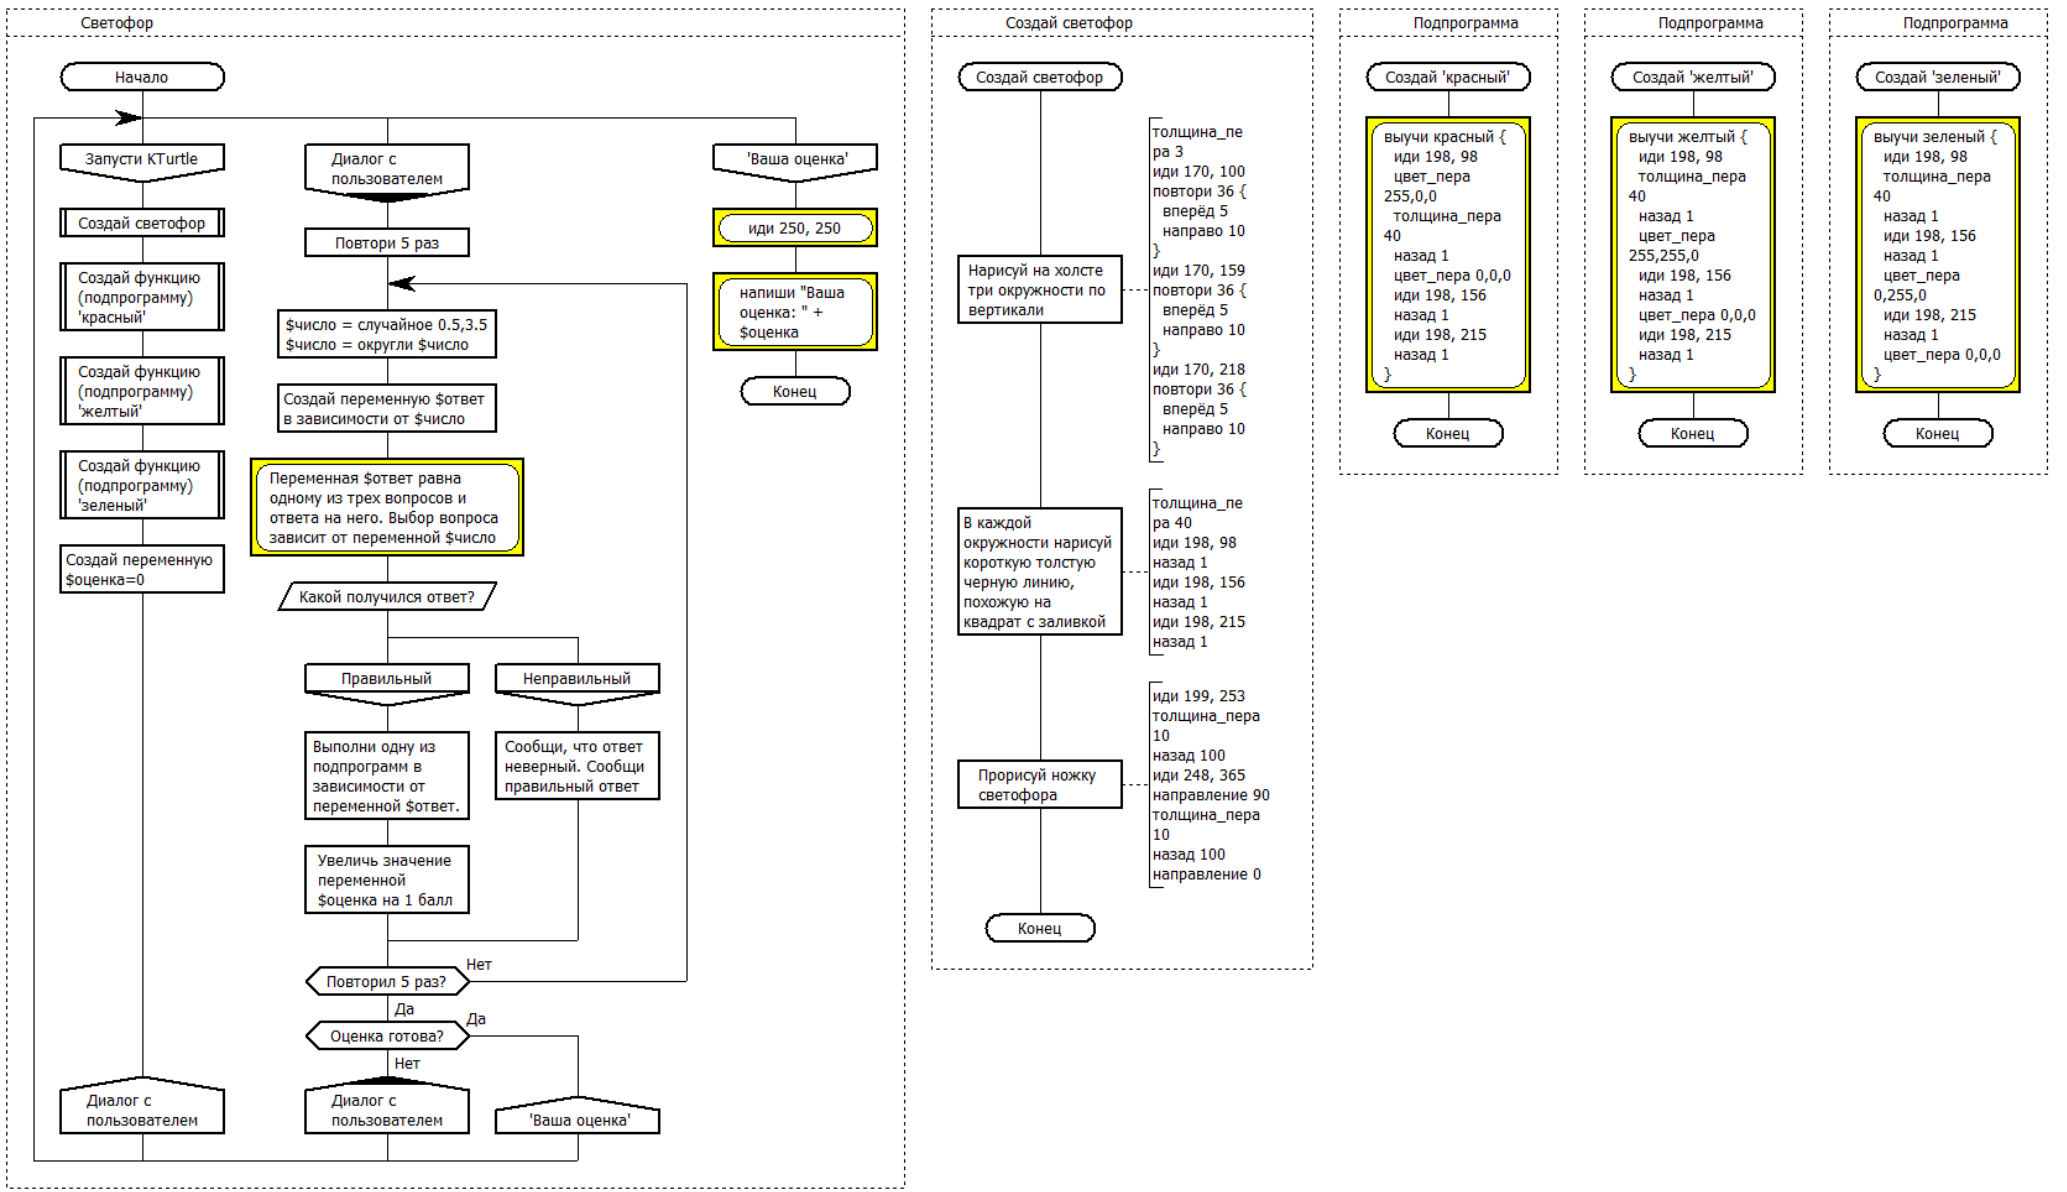 Светофор
Начало
Запусти KTurtle
Создай светофор
Создай функцию
(подпрограмму)
'красный'
Создай функцию
(подпрограмму)
'желтый'
Создай функцию
(подпрограмму)
'зеленый'
Создай переменную
$оценка=0
Диалог с
пользователем
Диалог с
пользователем
Повтори 5 раз
$число = случайное 0.5,3.5
$число = округли $число
Создай переменную $ответ
в зависимости от $число
Переменная $ответ равна
одному из трех вопросов и
ответа на него. Выбор вопроса
зависит от переменной $число
Какой получился ответ?
Правильный
Выполни одну из
подпрограмм в
зависимости от
переменной $ответ.
Увеличь значение
переменной
$оценка на 1 балл
Неправильный
Сообщи, что ответ
неверный. Сообщи
правильный ответ
Повторил 5 раз?
Нет
Да
Оценка готова?
Да
Нет
Диалог с
пользователем
'Ваша оценка'
'Ваша оценка'
иди 250, 250
напиши "Ваша
оценка: " +
$оценка
Конец
Создай светофор
Создай светофор
Нарисуй на холсте
три окружности по
вертикали
толщина_пе
ра 3
иди 170, 100
повтори 36 {
вперёд 5
направо 10
}
иди 170, 159
повтори 36 {
вперёд 5
направо 10
}
иди 170, 218
повтори 36 {
вперёд 5
направо 10
}
В каждой
окружности нарисуй
короткую толстую
черную линию,
похожую на
квадрат с заливкой
толщина_пе
ра 40
иди 198, 98
назад 1
иди 198, 156
назад 1
иди 198, 215
назад 1
Прорисуй ножку
светофора
иди 199, 253
толщина_пера
10
назад 100
иди 248, 365
направление 90
толщина_пера
10
назад 100
направление 0
Конец
Подпрограмма
Создай 'красный'
выучи красный {
иди 198, 98
цвет_пера
255,0,0
толщина_пера
40
назад 1
цвет_пера 0,0,0
иди 198, 156
назад 1
иди 198, 215
назад 1
}
Конец
Подпрограмма
Создай 'желтый'
выучи желтый {
иди 198, 98
толщина_пера
40
назад 1
цвет_пера
255,255,0
иди 198, 156
назад 1
цвет_пера 0,0,0
иди 198, 215
назад 1
}
Конец
Подпрограмма
Создай 'зеленый'
выучи зеленый {
иди 198, 98
толщина_пера
40
назад 1
иди 198, 156
назад 1
цвет_пера
0,255,0
иди 198, 215
назад 1
цвет_пера 0,0,0
}
Конец